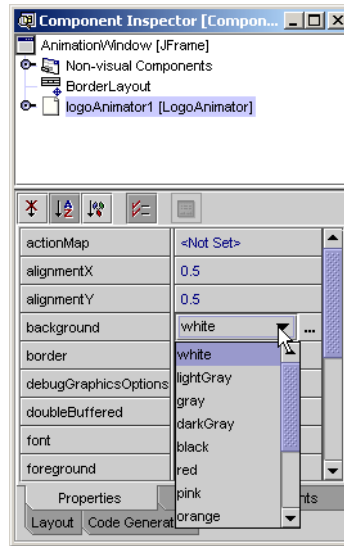 Component Inspector [Compon...
AnimationWindow [JFrame]
Non-visual Components
BorderLayout
logoAnimator1 [LogoAnimator]
actionMap <Not Set>
alignmentX 0.5
alignmentY 0.5
background white ...
border white
lightGray
debugGraphicsOptions gray
doubleBuffered darkGray
font black
foreground red
Properties pink nts
Layout Code Generat orange